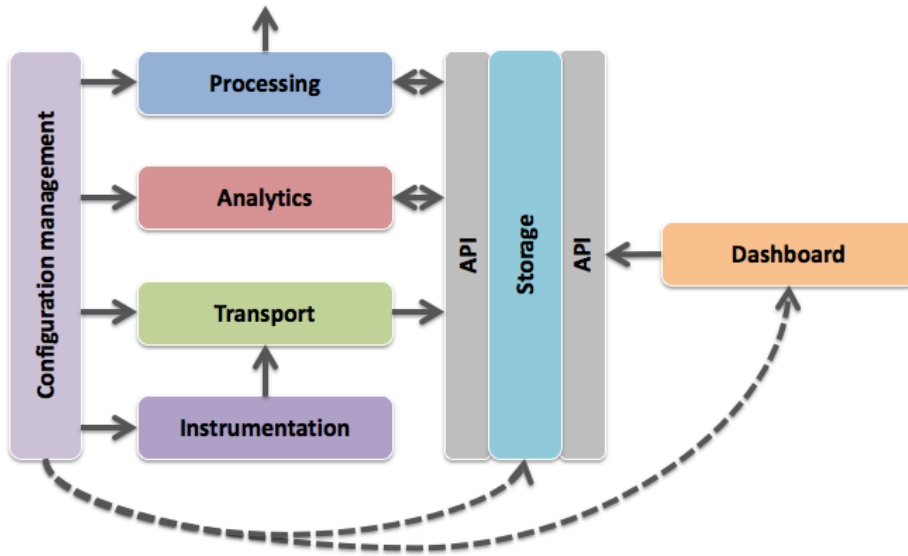 Configuration management
Processing
Analytics
Transport
Instrumentation
API
Storage
API
Dashboard